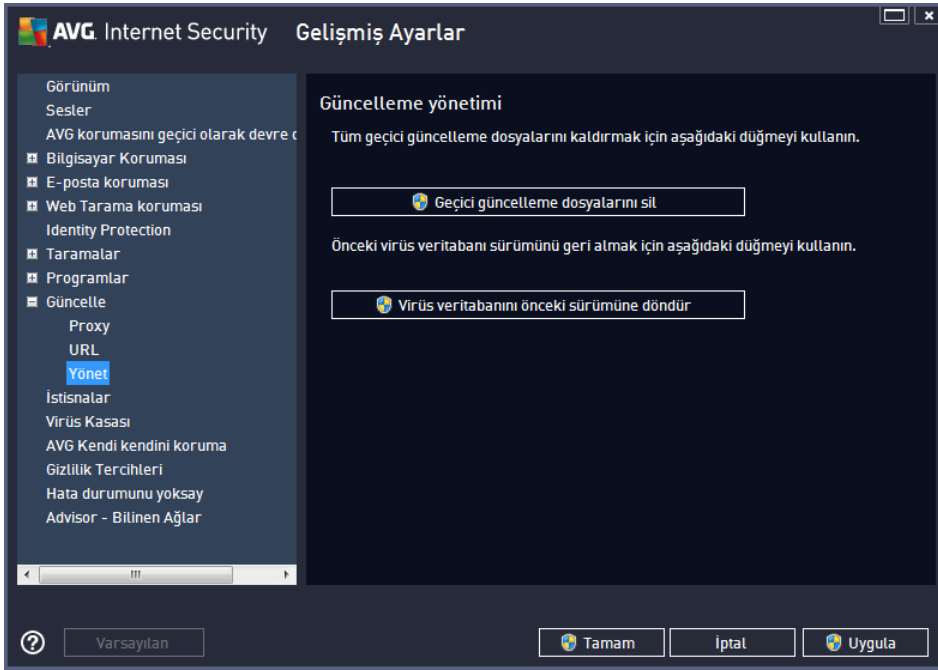 AVG. Internet Security Gelişmiş Ayarlar
Görünüm
Sesler
AVG korumasını geçici olarak devre
Bilgisayar Koruması
E-posta koruması
Web Tarama koruması
Identity Protection
Taramalar
Programlar
Güncelle
Proxy
URL
Yönet
İstisnalar
Virüs Kasası
AVG Kendi kendini koruma
Gizlilik Tercihleri
Hata durumunu yoksay
Advisor - Bilinen Ağlar
Güncelleme yönetimi
Tüm geçici güncelleme dosyalarını kaldırmak için aşağıdaki düğmeyi kullanın.
Geçici güncelleme dosyalarını sil
Önceki virüs veritabanı sürümünü geri almak için aşağıdaki düğmeyi kullanın.
Virüs veritabanını önceki sürümüne döndür
Varsayılan
Tamam
İptal
Uygula